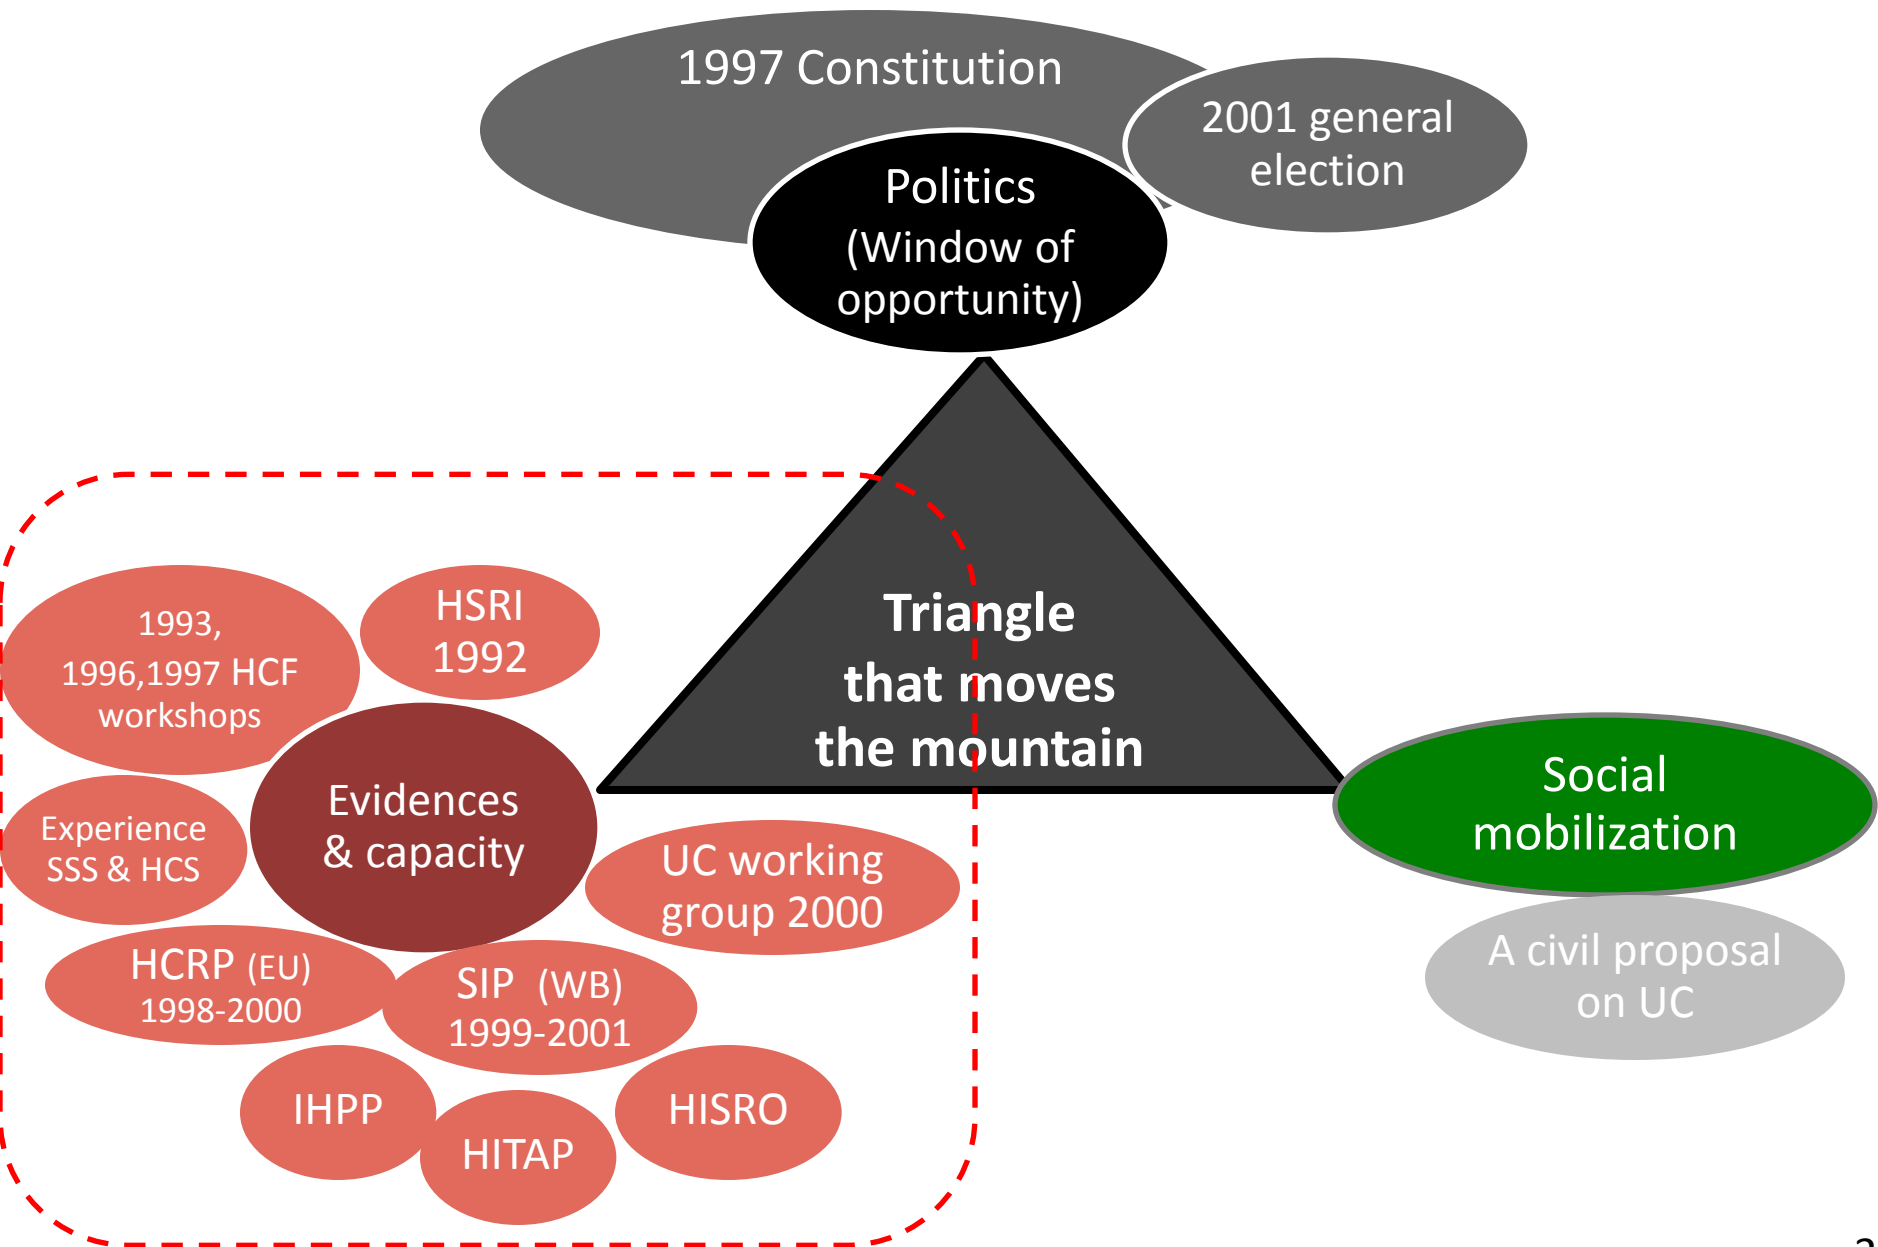 1997 Constitution
2001 general
election
Politics
(Window of
opportunity)
Triangle
that moves
the mountain
HSRI
1992
1993,
1996,1997 HCF
workshops
Evidences
& capacity
Experience
SSS & HCS
UC working
group 2000
HCRP (EU)
1998-2000
SIP (WB)
1999-2001
IHPP
HITAP
HISRO
Social
mobilization
A civil proposal
on UC